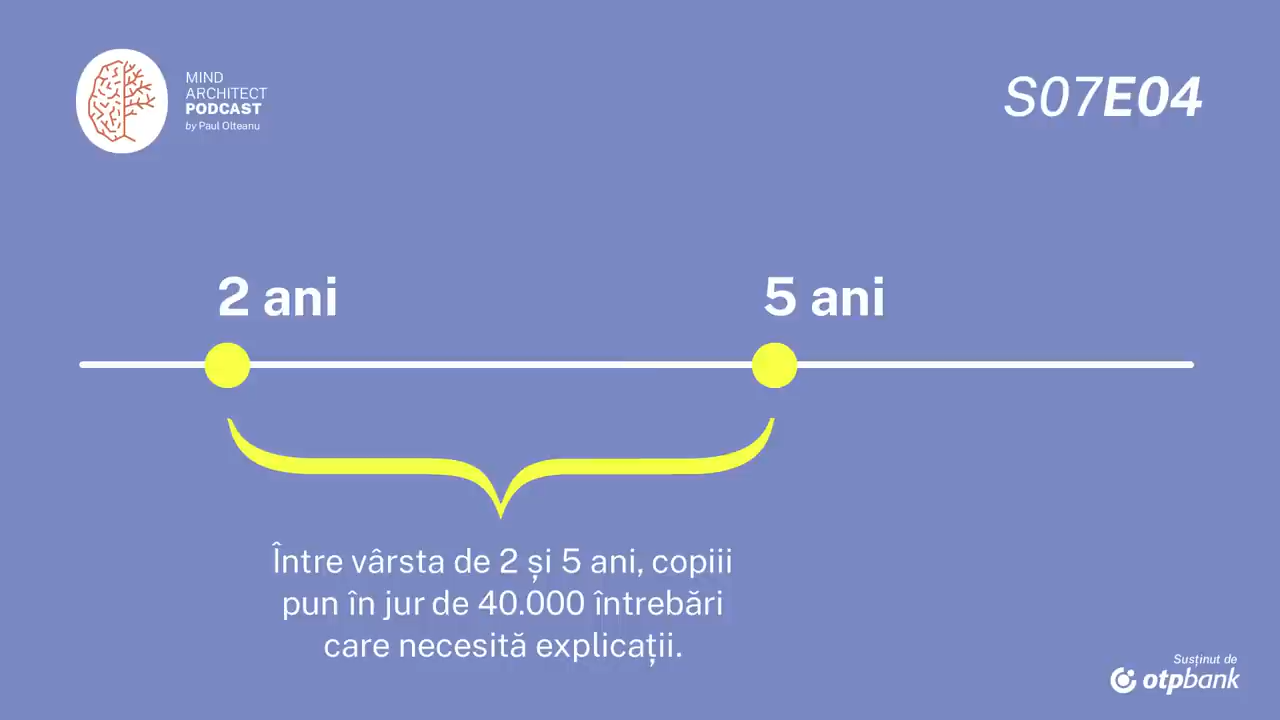 MIND
ARCHITECT
PODCAST
by Paul Olteanu
S07E04
2 ani
5 ani
Între vârsta de 2 și 5 ani, copiii
pun în jur de 40.000 întrebări
care necesită explicații.
Susținut de
otpbank